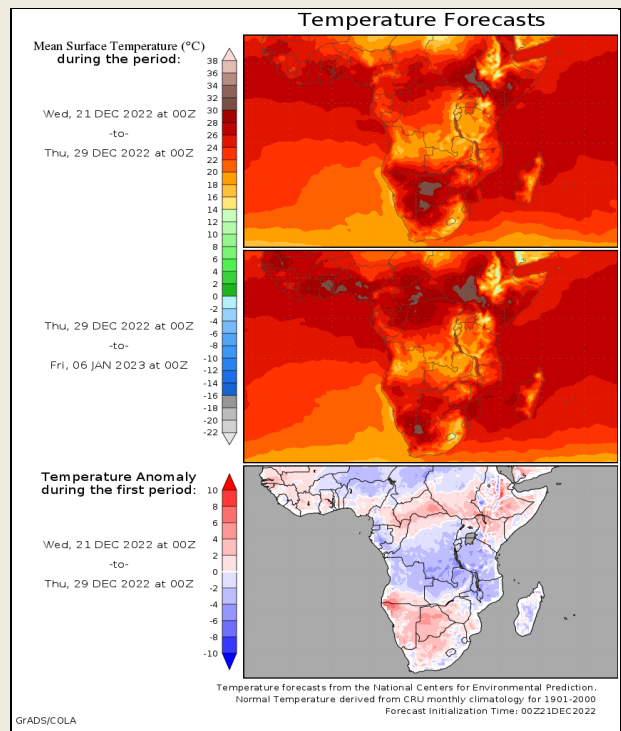 Temperature Forecasts
Mean Surface Temperature (°C)
during the period:
Wed, 21 DEC 2022 at 00Z
-to-
Thu, 29 DEC 2022 at 00Z
38
36
34
32
30
28
26
24
22
20
18
16
14
12
10
8
6
4
2
0
-2
-4
-6
-8
-10
-12
-14
-16
-18
-20
-22
Thu, 29 DEC 2022 at 00Z
-to-
Fri, 06 JAN 2023 at 00Z
Temperature Anomaly
during the first period:
Wed, 21 DEC 2022 at 00Z
-to-
Thu, 29 DEC 2022 at 00Z
10
8
6
4
2
0
-2
-4
-6
-8
-10
Temperature forecasts from the National Centers for Environmental Prediction.
Normal Temperature derived from CRU monthly climatology for 1901-2000
Forecast Initialization Time: 00Z21DEC2022
GrADS/COLA